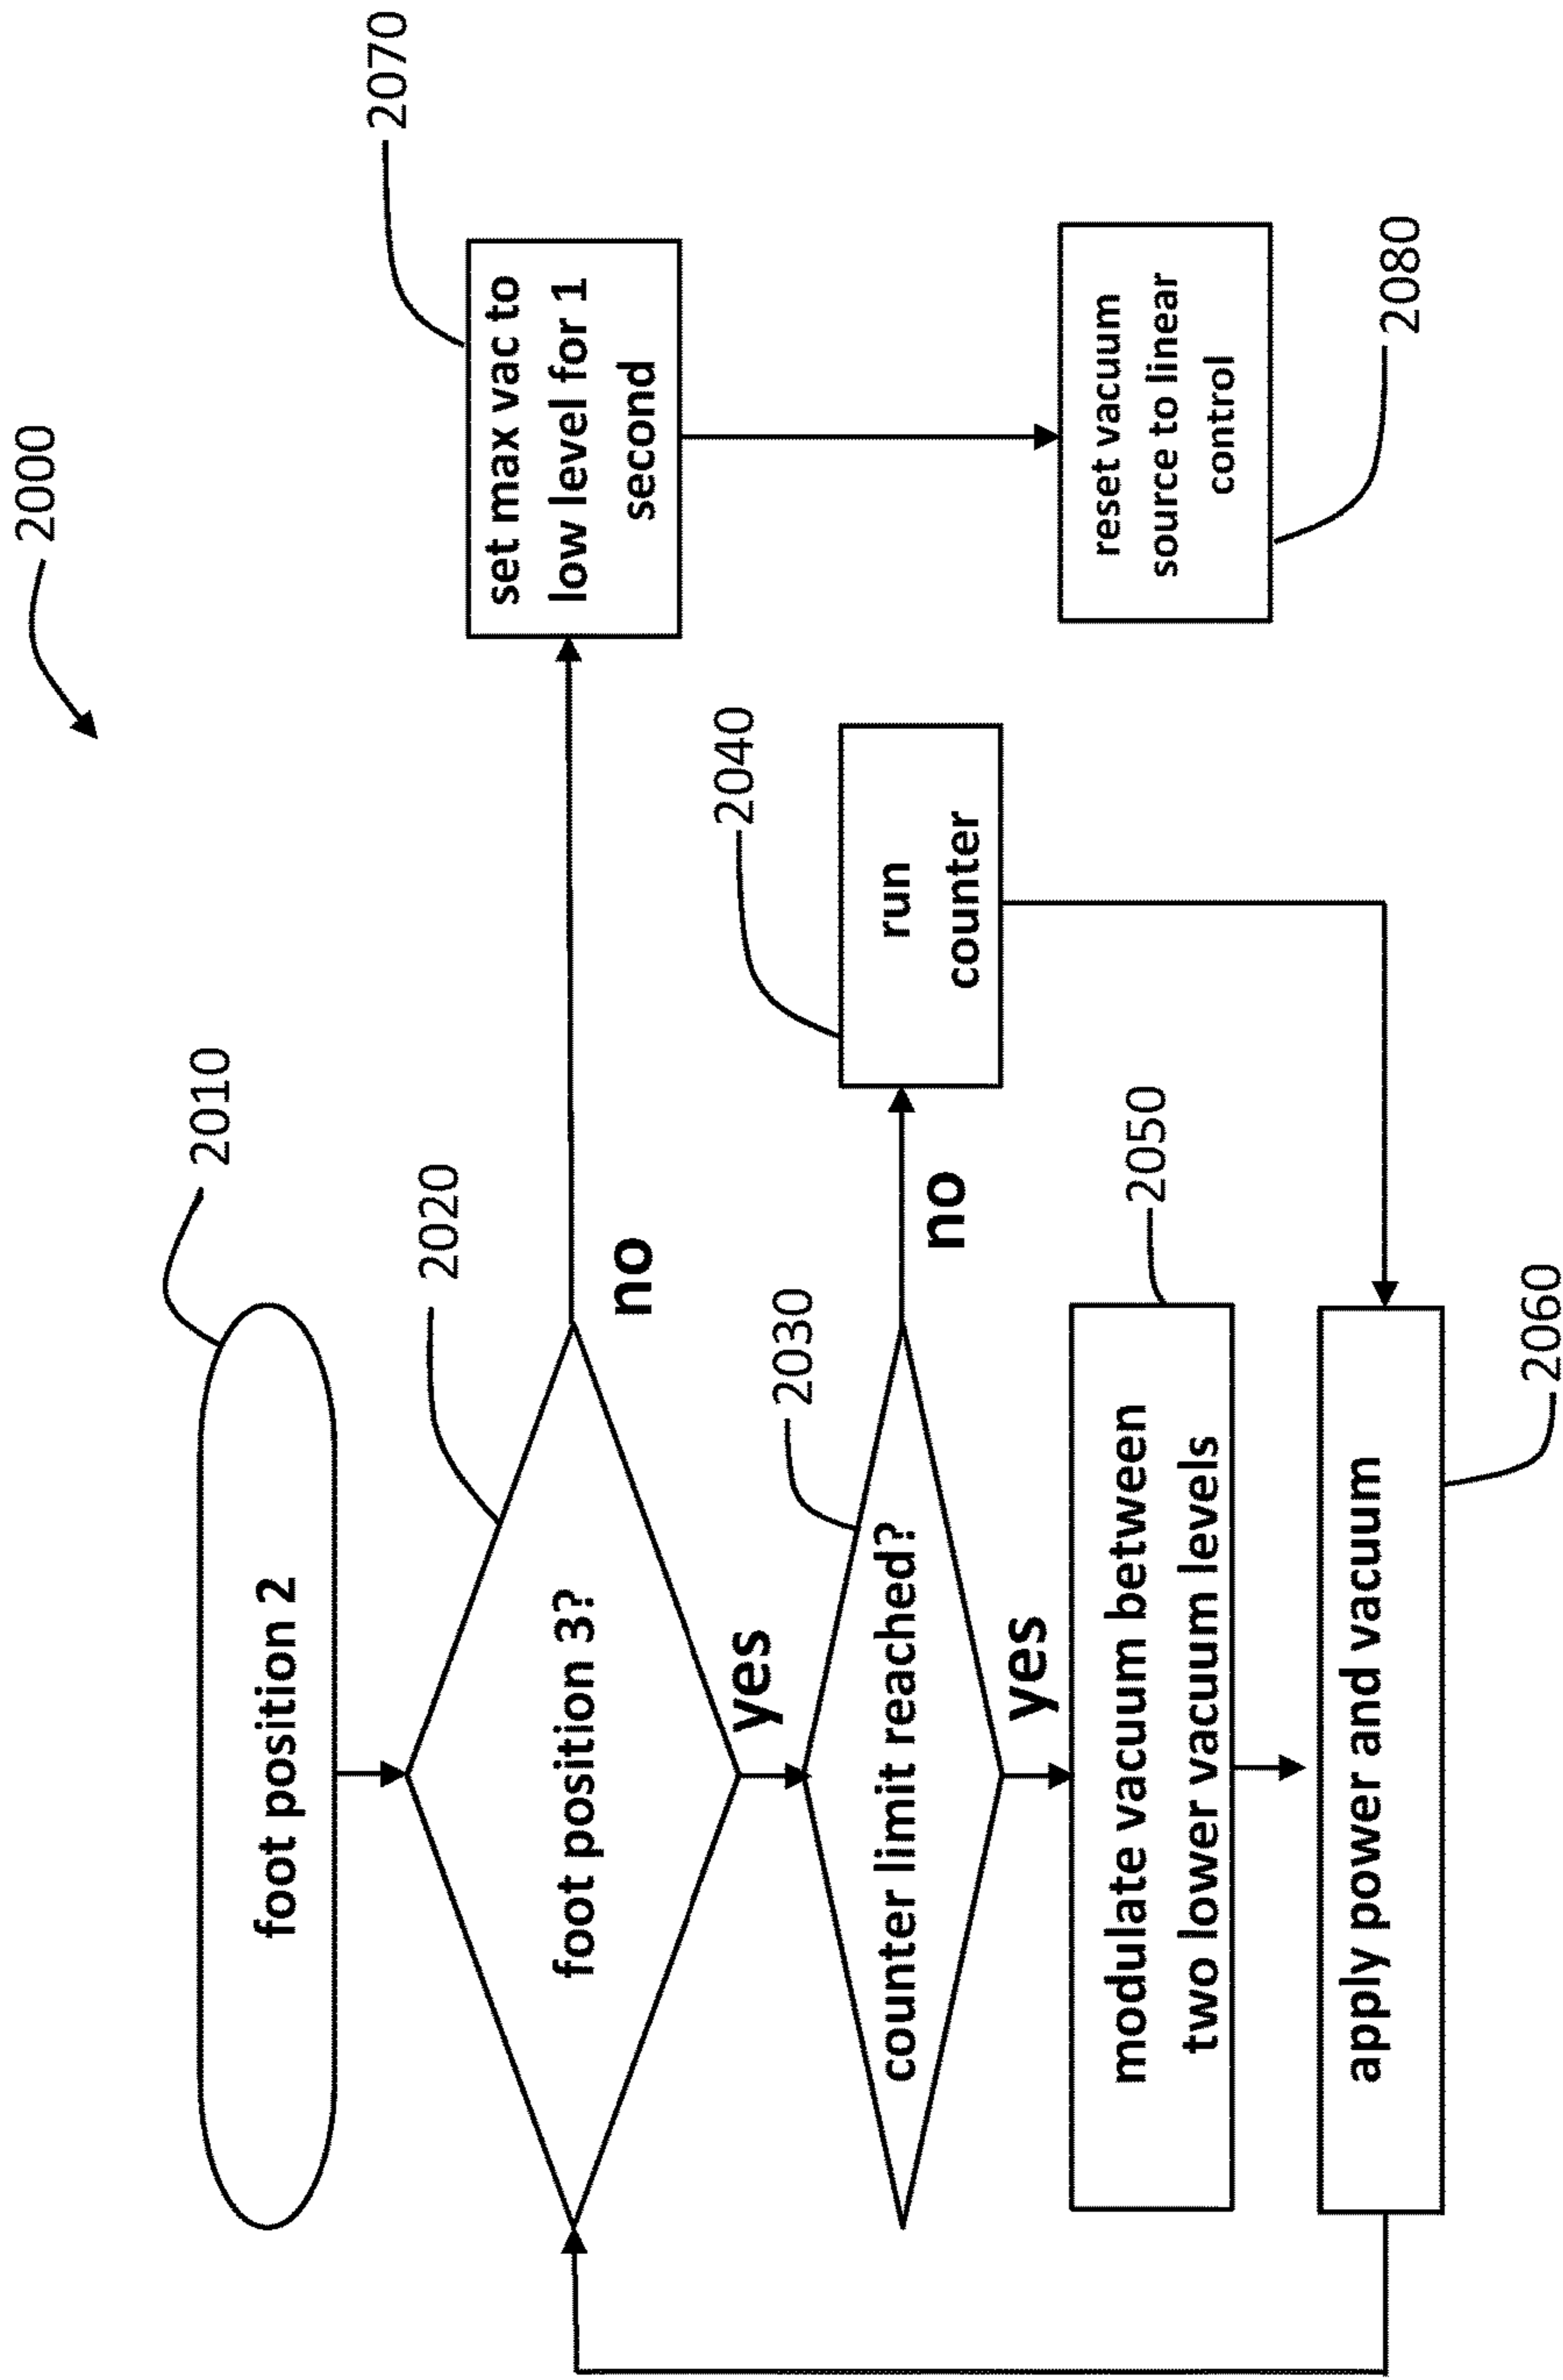 2000
2010
foot position 2
2020
foot position 3?
no
yes
2070
set max vac to
low level for 1
second
2030
counter limit reached?
no
yes
2040
run
counter
2080
reset vacuum
source to linear
control
2050
modulate vacuum between
two lower vacuum levels
2060
apply power and vacuum